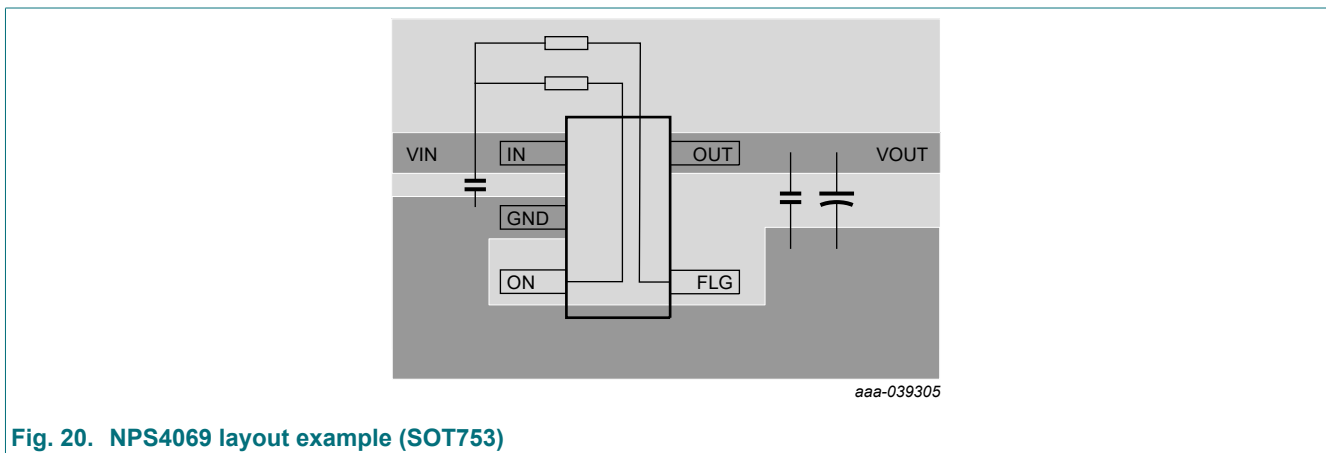 VIN IN OUT VOUT
GND
ON FLG
aaa-039305
Fig. 20. NPS4069 layout example (SOT753)